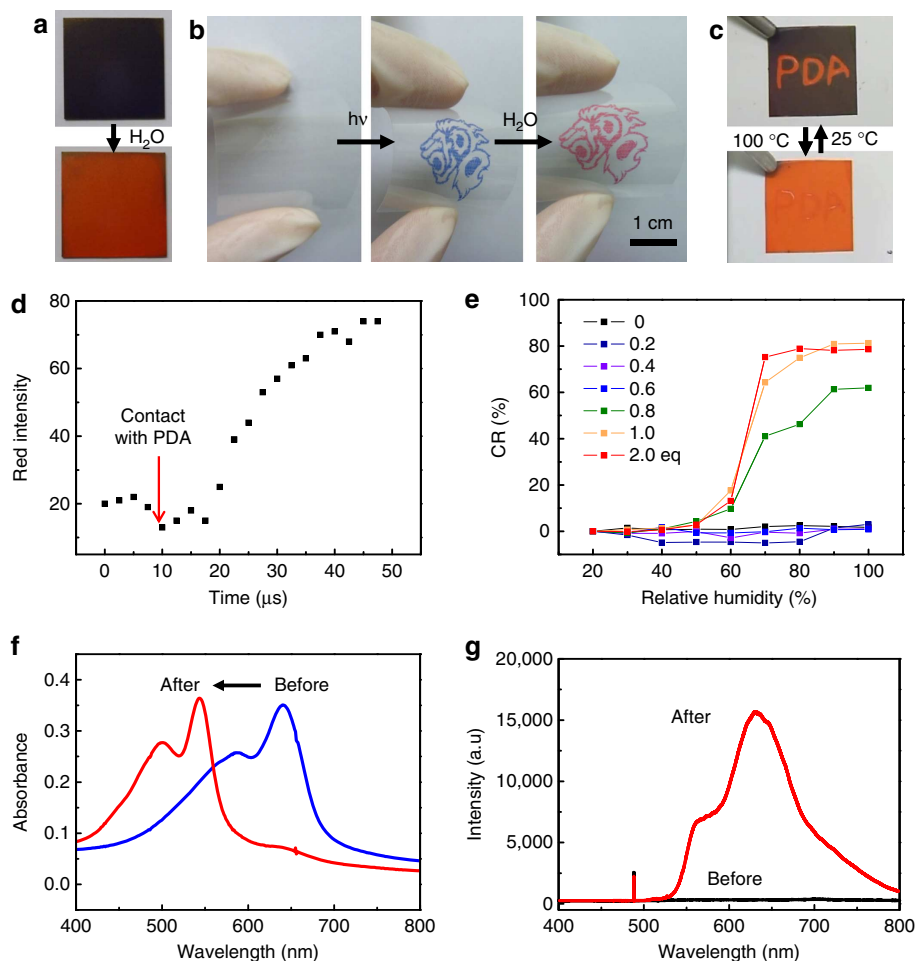 a
H₂O
b
hν
H₂O
1 cm
c
PDA
100 °C
25 °C
PDA
d
80
60
40
20
Red intensity
Contact
with PDA
0 10 20 30 40 50
Time (μs)
e
100
80
60
40
20
0
CR (%)
0
0.2
0.4
0.6
0.8
1.0
2.0 eq
20 40 60 80 100
Relative humidity (%)
f
0.4
0.3
0.2
0.1
0.0
Absorbance
After Before
400 500 600 700 800
Wavelength (nm)
g
20,000
15,000
10,000
5,000
0
Intensity (a.u)
After
Before
400 500 600 700 800
Wavelength (nm)